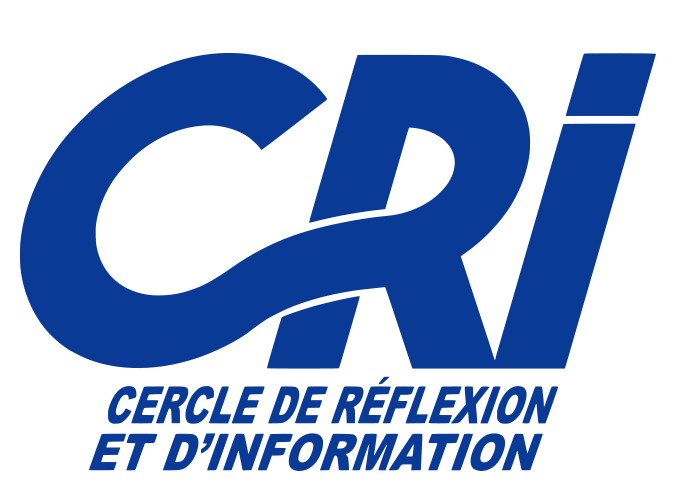 CRi
CERCLE DE RÉFLEXION
ET D'INFORMATION